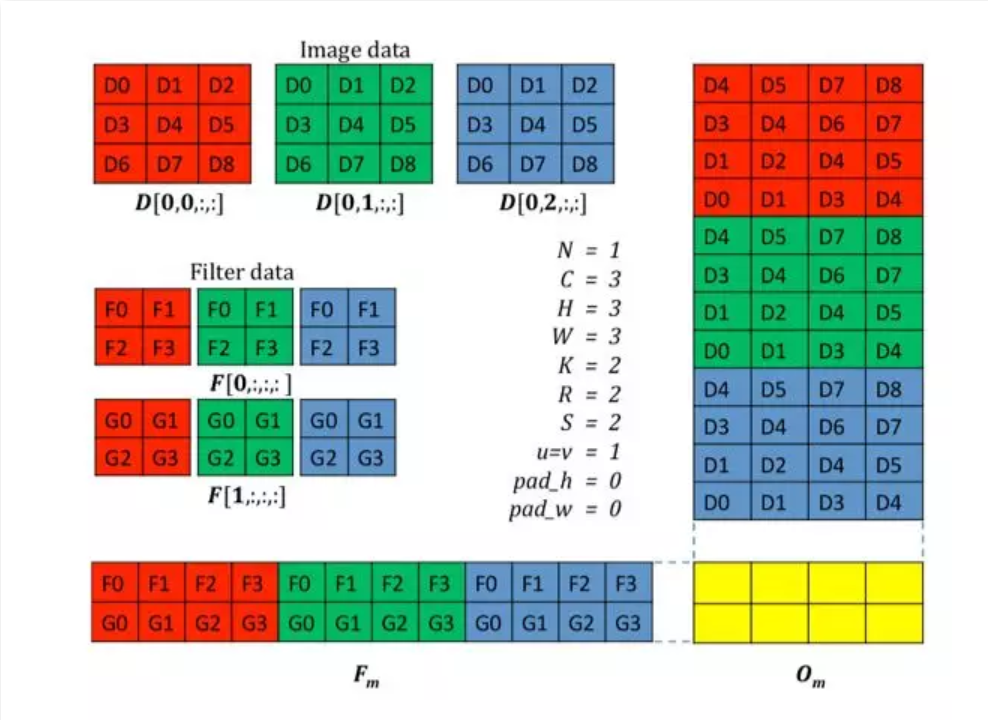 Image data
D0 D1 D2
D3 D4 D5
D6 D7 D8
D[0,0,:,:]
D0 D1 D2
D3 D4 D5
D6 D7 D8
D[0,1,:,:]
D0 D1 D2
D3 D4 D5
D6 D7 D8
D[0,2,:,:]
Filter data
F0 F1 F0 F1 F0 F1
F2 F3 F2 F3 F2 F3
F[0,:,:,: ]
G0 G1 G0 G1 G0 G1
G2 G3 G2 G3 G2 G3
F[1,:,:,:]
N = 1
C = 3
H = 3
W = 3
K = 2
R = 2
S = 2
u=v = 1
pad_h = 0
pad_w = 0
D4 D5 D7 D8
D3 D4 D6 D7
D1 D2 D4 D5
D0 D1 D3 D4
D4 D5 D7 D8
D3 D4 D6 D7
D1 D2 D4 D5
D0 D1 D3 D4
D4 D5 D7 D8
D3 D4 D6 D7
D1 D2 D4 D5
D0 D1 D3 D4
F0 F1 F2 F3 F0 F1 F2 F3 F0 F1 F2 F3
G0 G1 G2 G3 G0 G1 G2 G3 G0 G1 G2 G3
Fm
Om